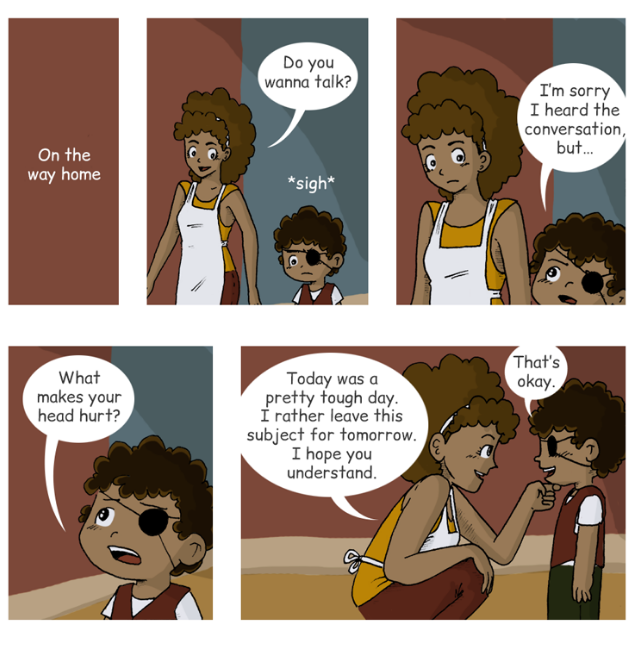 On the
way home
Do you
wanna talk?
*sigh*
I'm sorry
I heard the
conversation,
but...
What
makes your
head hurt?
Today was a
pretty tough day.
I rather leave this
subject for tomorrow.
I hope you
understand.
That's
okay.